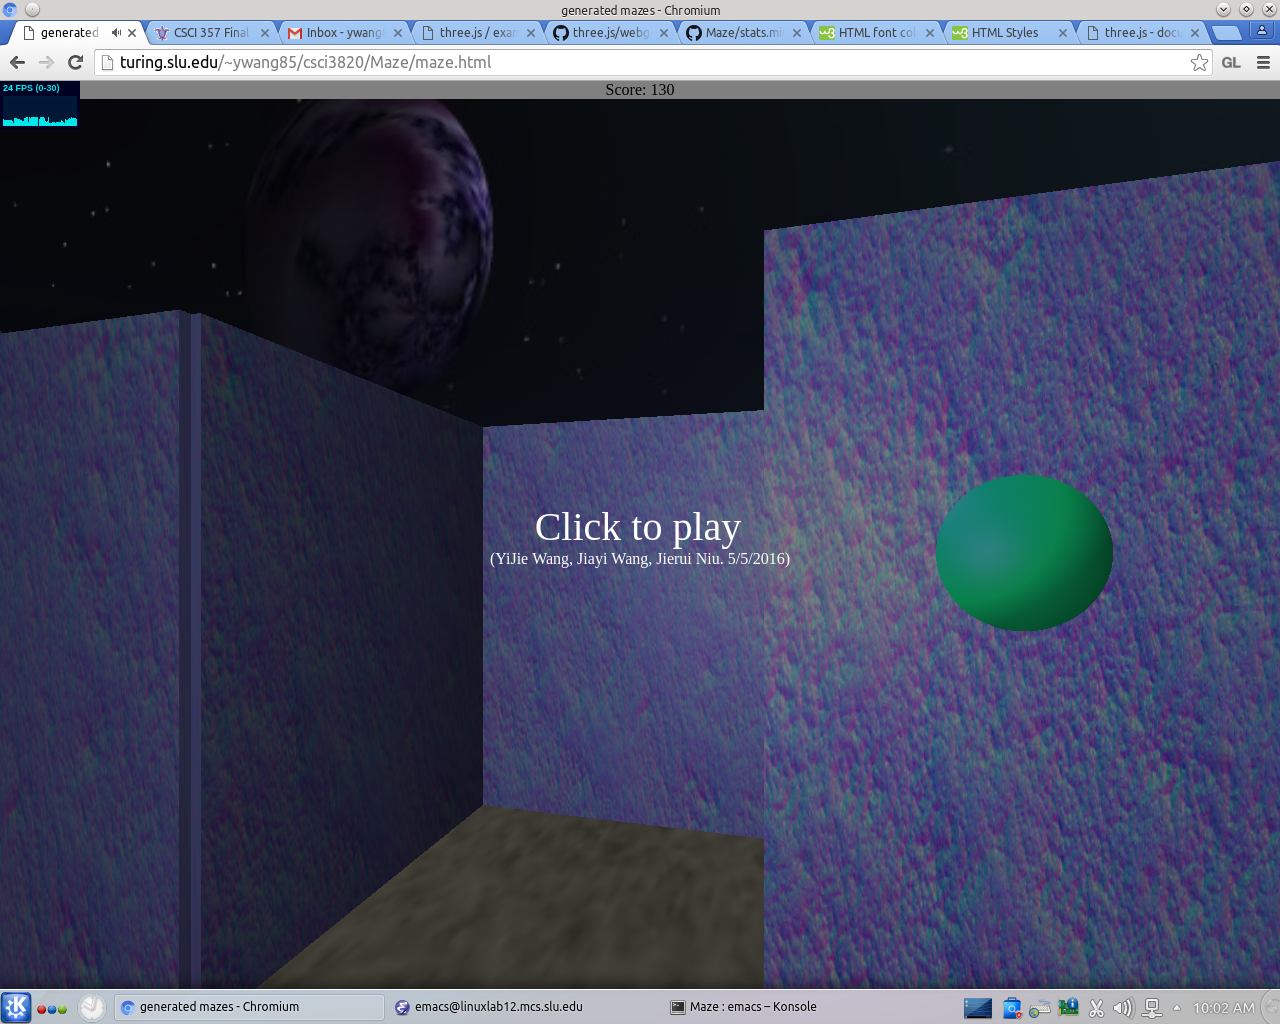 generated mazes - Chromium
generated
CSCI 357 Final
Inbox - ywang
three.js / exa
three.js/webg
Maze/stats.mi
HTML font co
HTML Styles
three.js - doc
turing.slu.edu/~ywang85/csci3820/Maze/maze.html
GL
24 FPS (0-30)
Score: 130
Click to play
(YiJie Wang, Jiayi Wang, Jierui Niu. 5/5/2016)
generated mazes - Chromium
emacs@linuxlab12.mcs.slu.edu
Maze : emacs – Konsole
10:02 AM